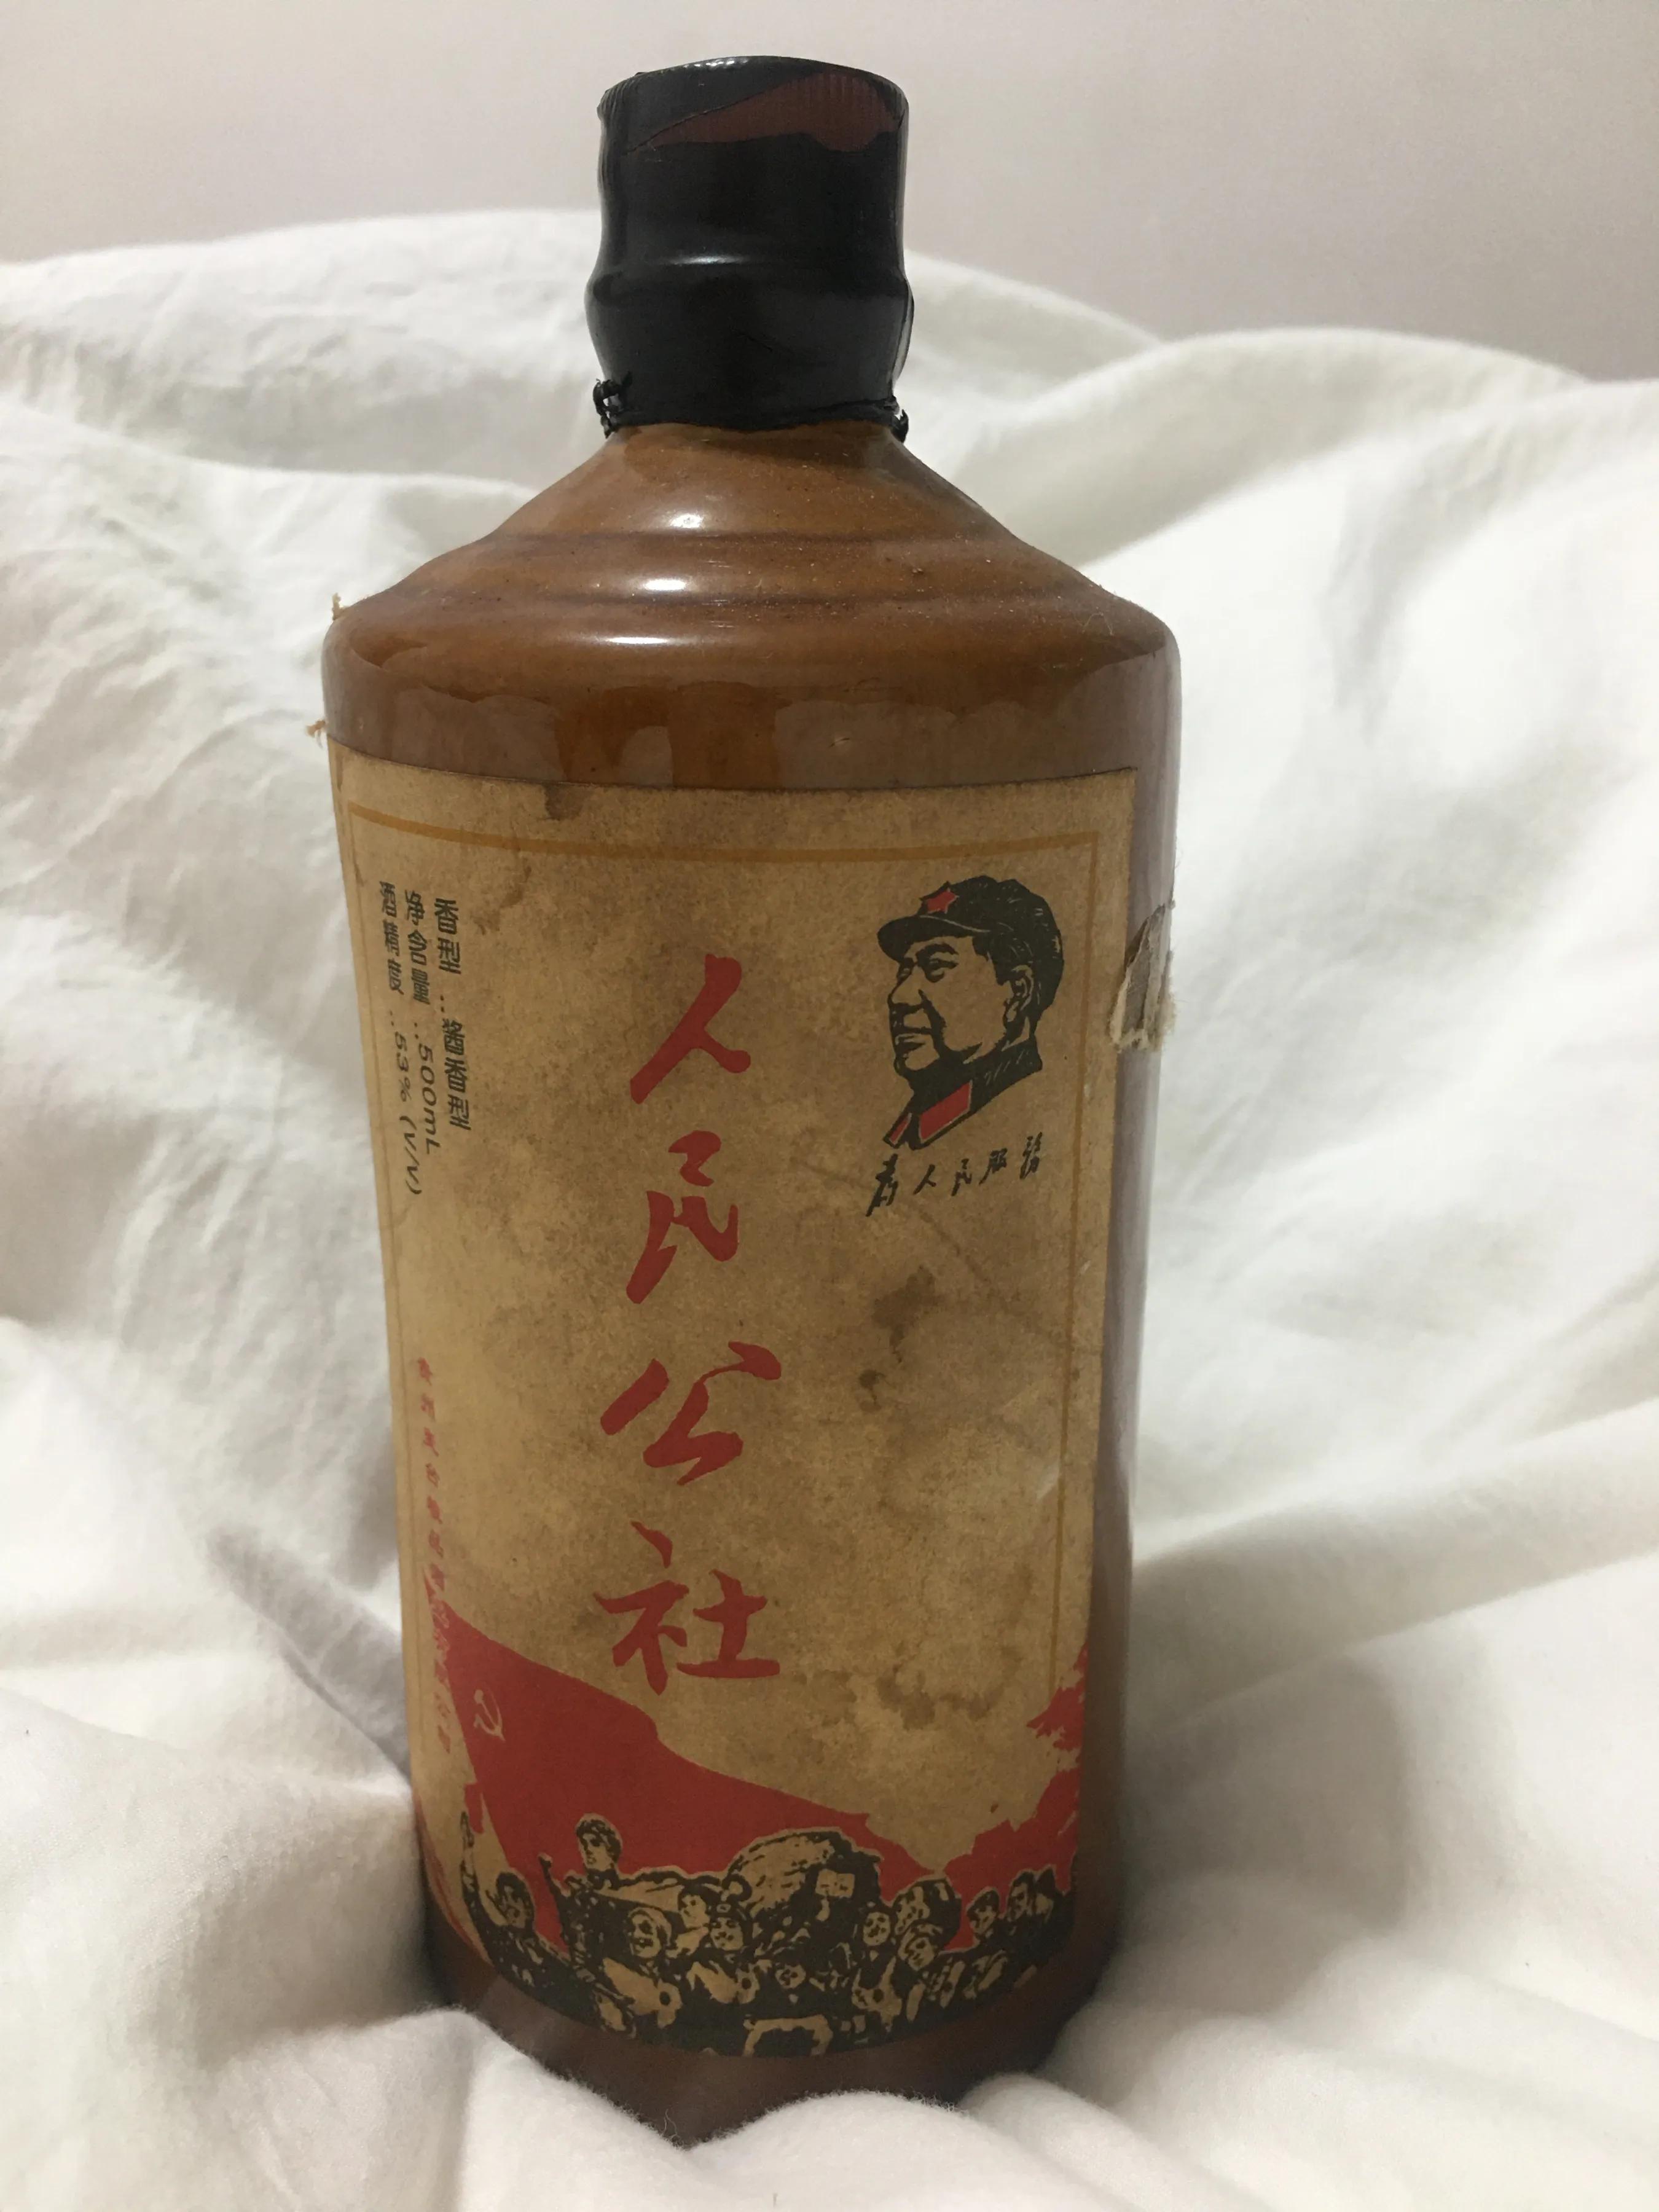 为人民服务
人民公社
香型：酱香型
净含量：500mL
酒精度：53%（V/V）